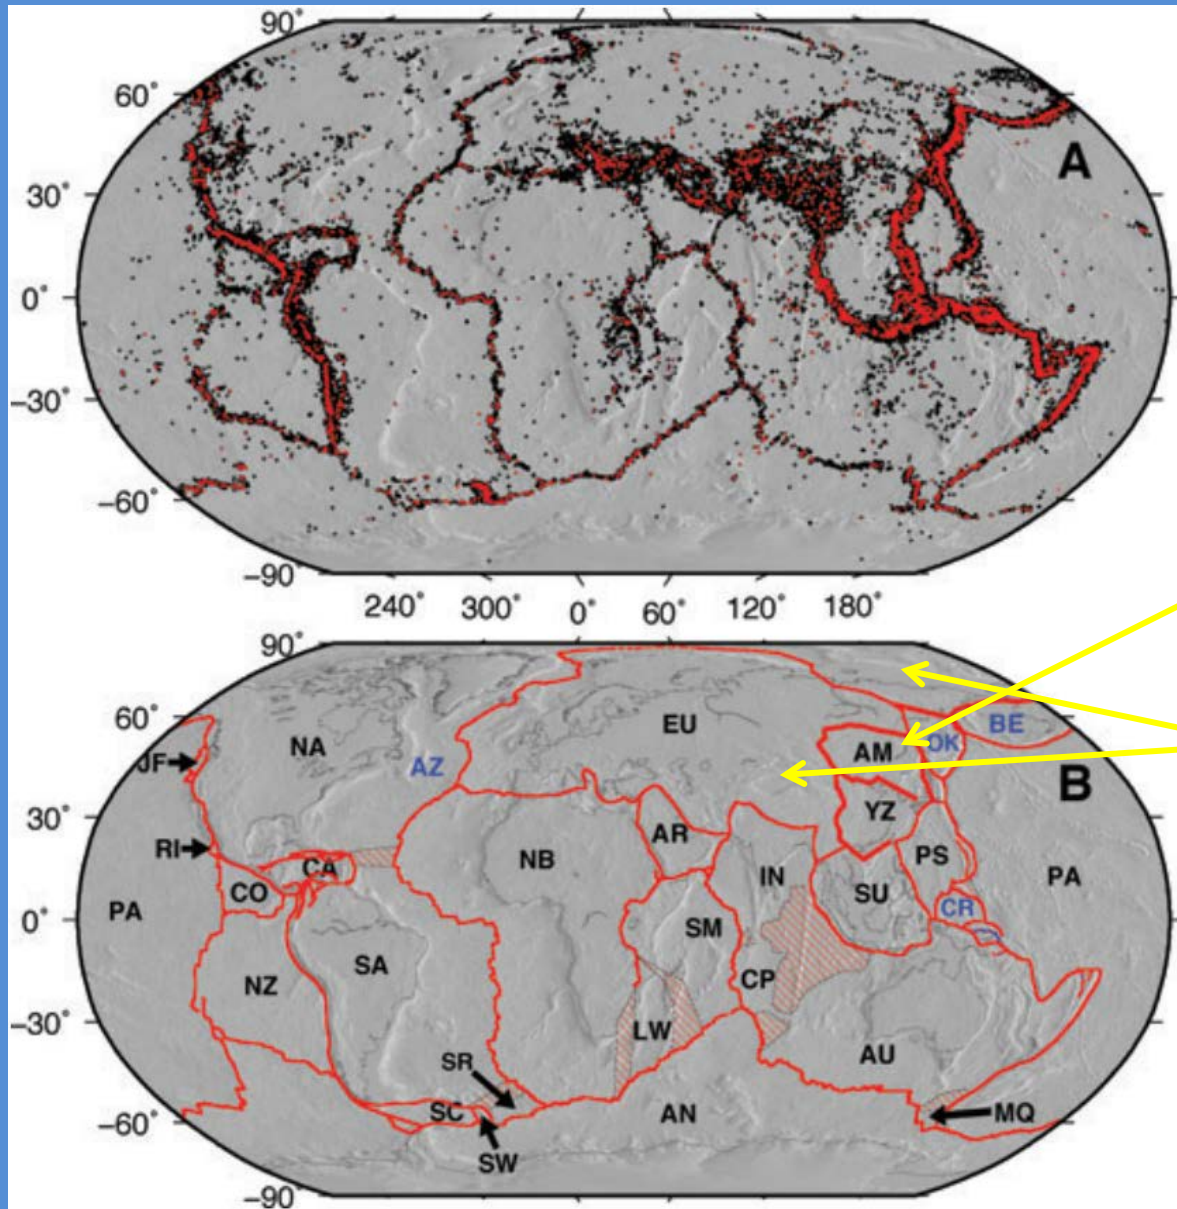 90°
60°
A
30°
0°
−30°
−60°
−90°
240° 300° 0° 60° 120° 180°
90°
60°
NA EU AM OK BE
JF AZ B
30°
YZ
RI CA NB AR PS
CO IN SU PA
PA CR
0°
SM
SA
NZ CP
−30°
LW
AU
SR
SC AN MQ
−60°
SW
−90°